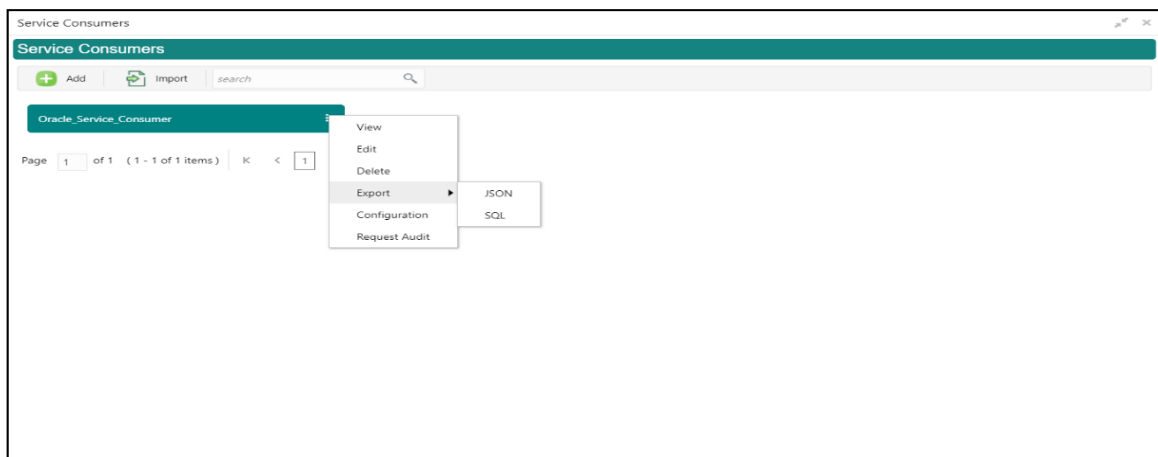 Service Consumers
Service Consumers
Add Import search
Oracle_Service_Consumer
Page 1 of 1 (1 - 1 of 1 items) K < 1
View
Edit
Delete
Export
JSON
Configuration
SQL
Request Audit